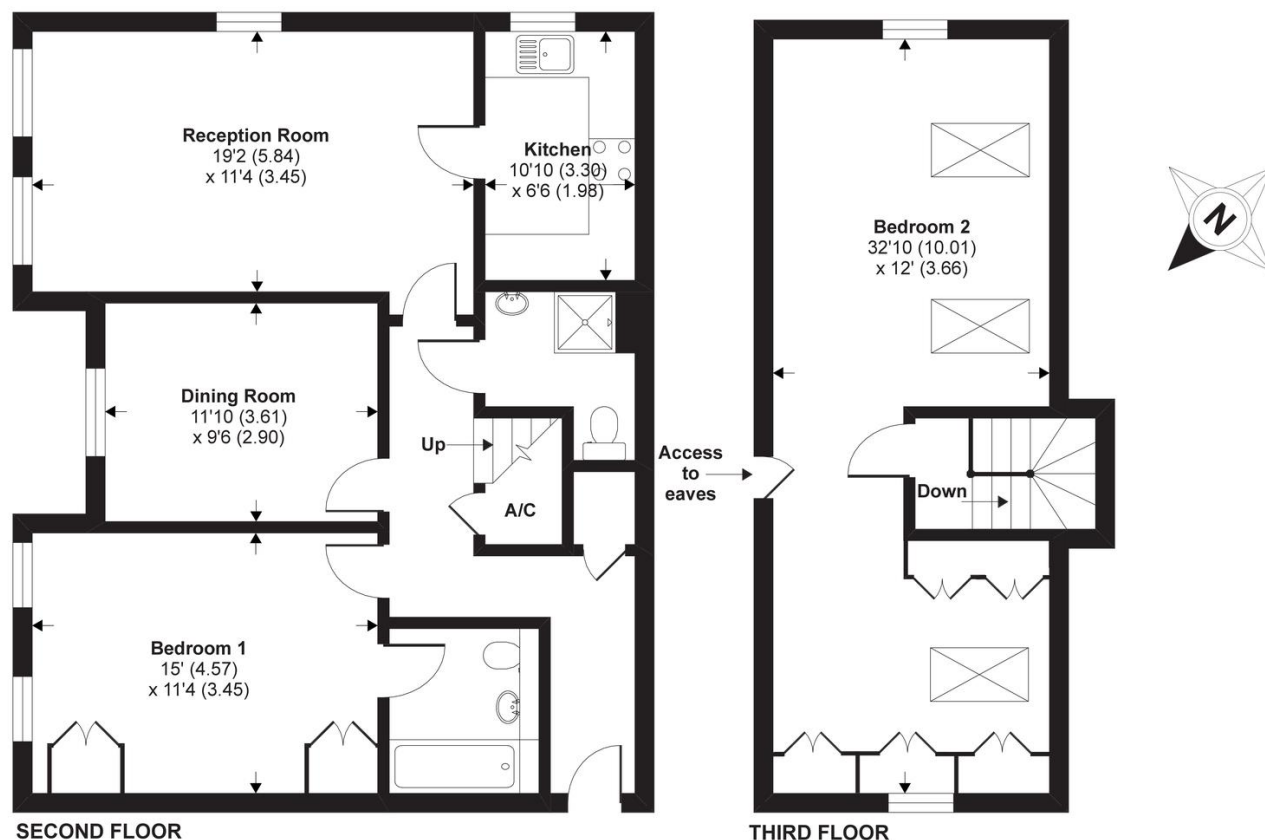 Reception Room
19'2 (5.84)
x 11'4 (3.45)
Kitchen
10'10 (3.30)
x 6'6 (1.98)
Dining Room
11'10 (3.61)
x 9'6 (2.90)
Up
A/C
Bedroom 1
15' (4.57)
x 11'4 (3.45)
SECOND FLOOR
Bedroom 2
32'10 (10.01)
x 12' (3.66)
Access
to
eaves
Down
THIRD FLOOR
N